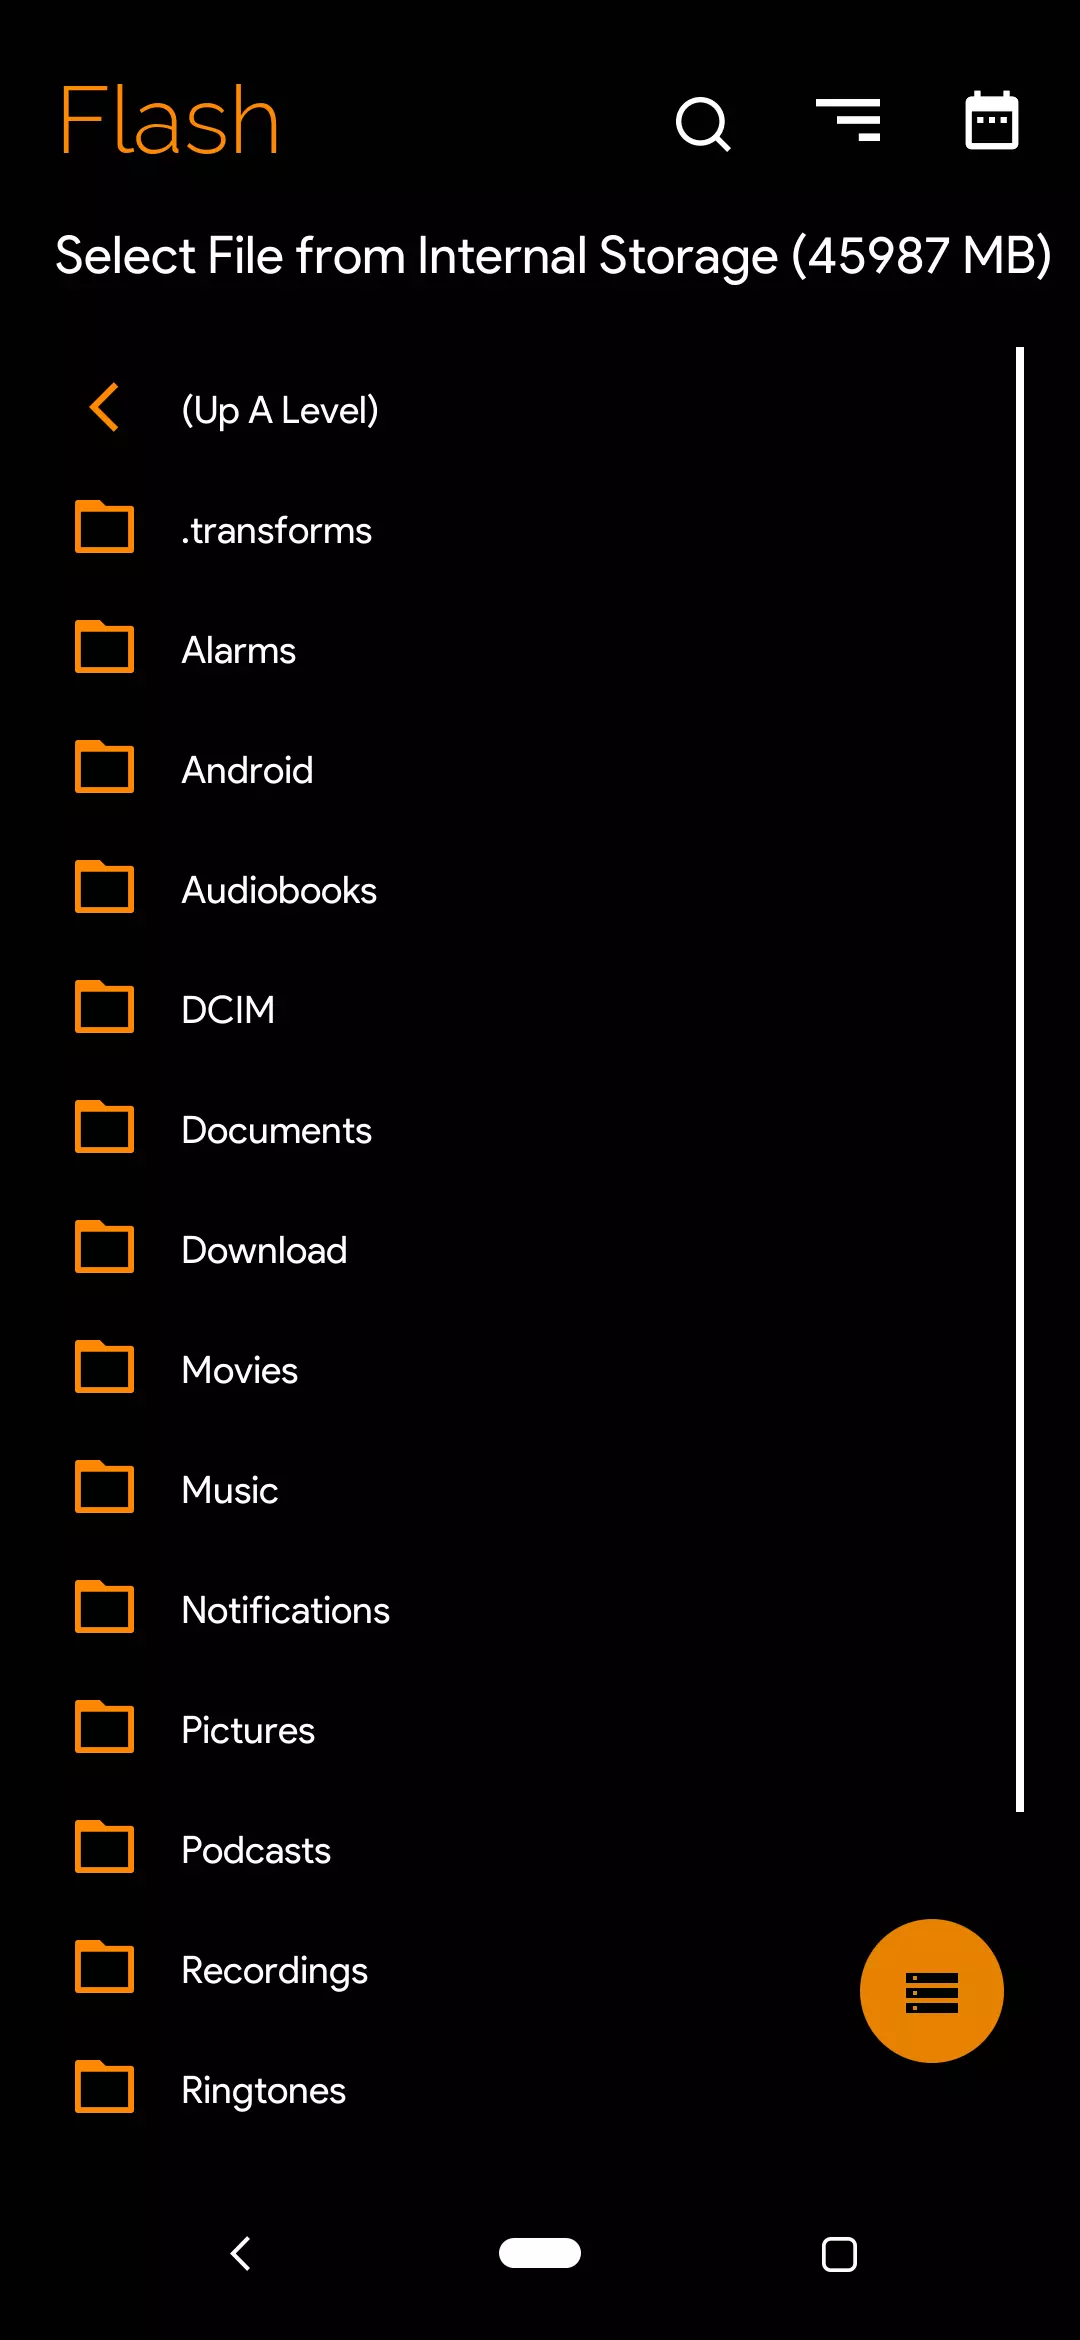 Flash
Select File from Internal Storage (45987 MB)
(Up A Level)
.transforms
Alarms
Android
Audiobooks
DCIM
Documents
Download
Movies
Music
Notifications
Pictures
Podcasts
Recordings
Ringtones